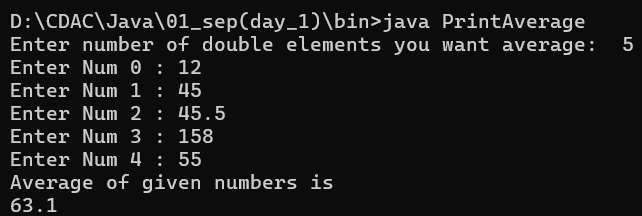 D:\CDAC\Java\01_sep(day_1)\bin>java PrintAverage
Enter number of double elements you want average:  5
Enter Num 0 : 12
Enter Num 1 : 45
Enter Num 2 : 45.5
Enter Num 3 : 158
Enter Num 4 : 55
Average of given numbers is
63.1